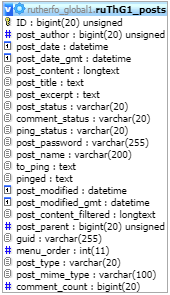 rutherfo_global1.ruThG1_posts
ID : bigint(20) unsigned
post_author : bigint(20) unsigned
post_date : datetime
post_date_gmt : datetime
post_content : longtext
post_title : text
post_excerpt : text
post_status : varchar(20)
comment_status : varchar(20)
ping_status : varchar(20)
post_password : varchar(255)
post_name : varchar(200)
to_ping : text
pinged : text
post_modified : datetime
post_modified_gmt : datetime
post_content_filtered : longtext
post_parent : bigint(20) unsigned
guid : varchar(255)
menu_order : int(11)
post_type : varchar(20)
post_mime_type : varchar(100)
comment_count : bigint(20)